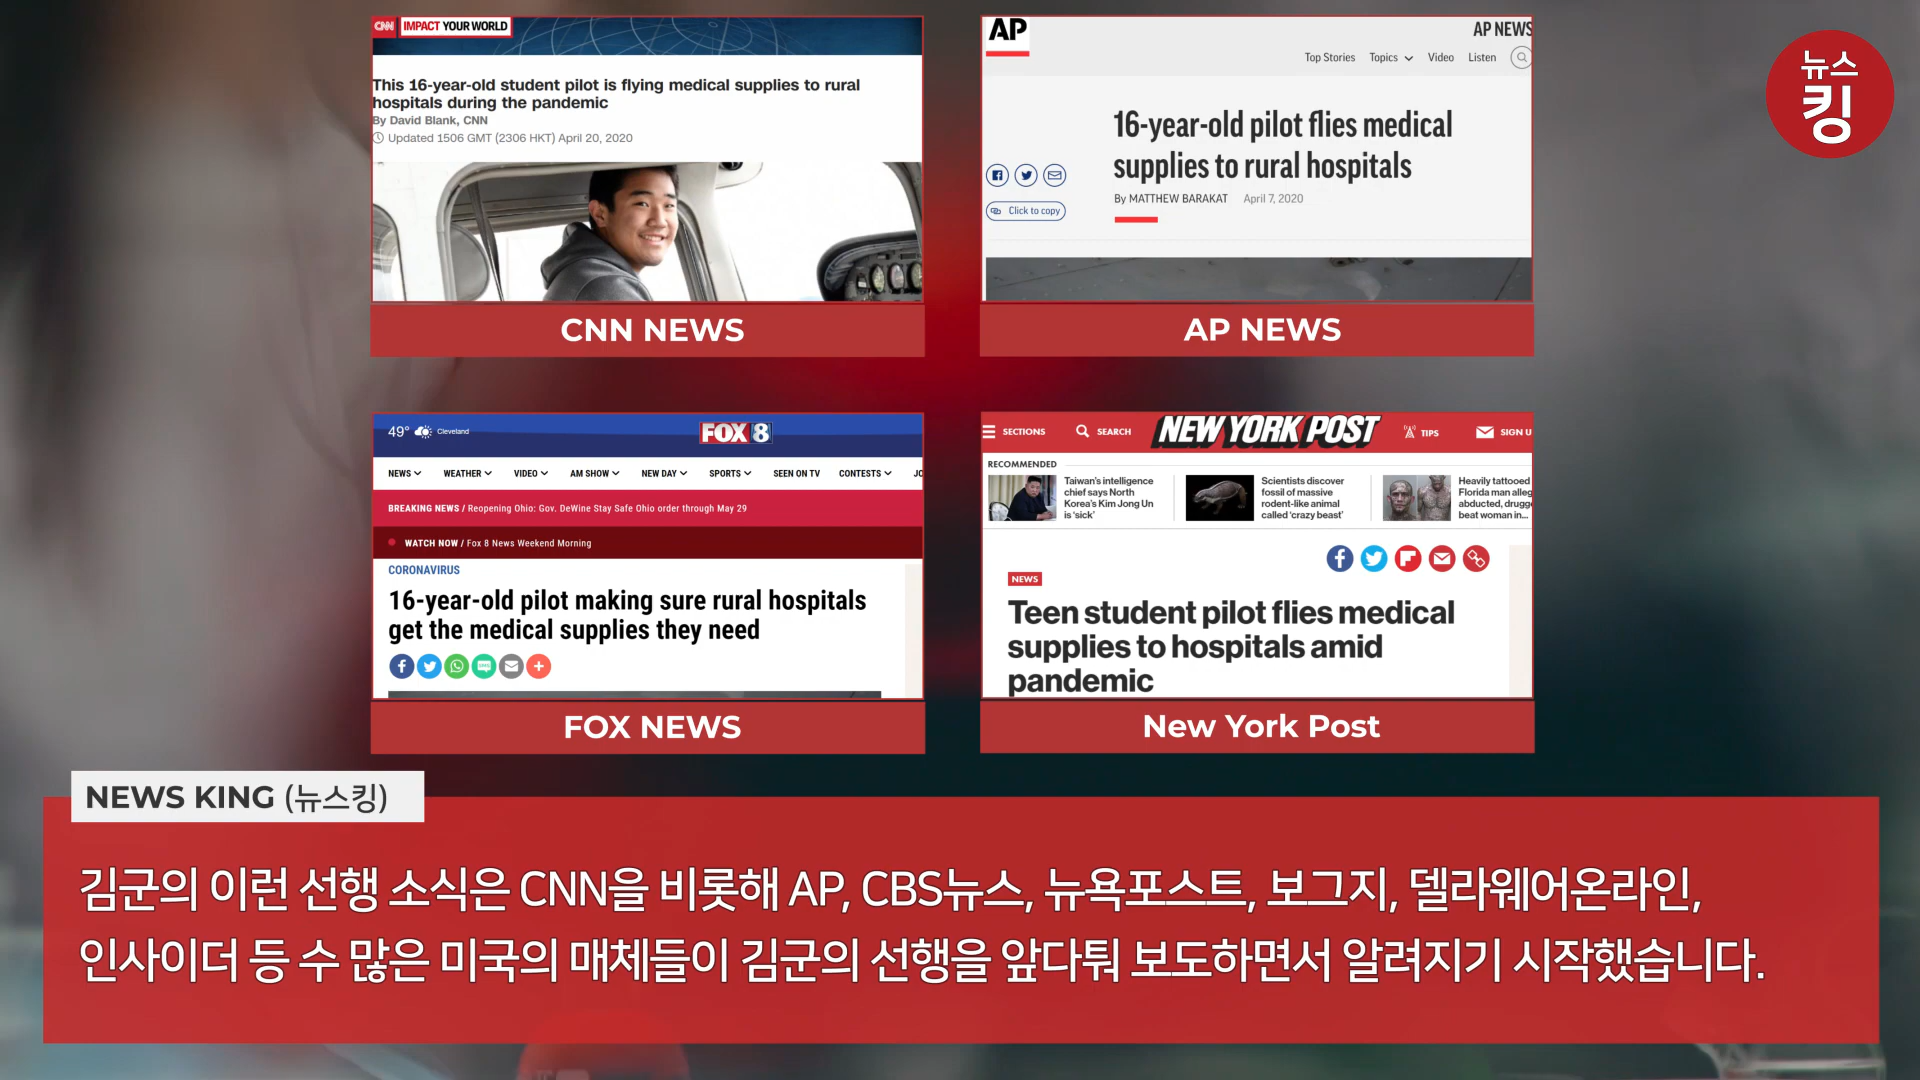 CNN IMPACT YOUR WORLD
This 16-year-old student pilot is flying medical supplies to rural
hospitals during the pandemic
By David Blank, CNN
Updated 1506 GMT (2306 HKT) April 20, 2020
CNN NEWS
AP
AP NEWS
Top Stories Topics Video Listen
16-year-old pilot flies medical
supplies to rural hospitals
By MATTHEW BARAKAT April 7, 2020
Click to copy
AP NEWS
뉴스
킹
49° Cleveland
FOX 8
NEWS WEATHER VIDEO AM SHOW NEW DAY SPORTS SEEN ON TV CONTESTS JO
BREAKING NEWS / Reopening Ohio: Gov. DeWine Stay Safe Ohio order through May 29
WATCH NOW / Fox 8 News Weekend Morning
CORONAVIRUS
16-year-old pilot making sure rural hospitals
get the medical supplies they need
FOX NEWS
SECTIONS SEARCH NEW YORK POST TIPS SIGN U
RECOMMENDED
Taiwan's intelligence
chief says North
Korea's Kim Jong Un
is 'sick'
Scientists discover
fossil of massive
rodent-like animal
called 'crazy beast'
Heavily tattooed
Florida man alleg
abducted, drugg
beat woman in...
NEWS
Teen student pilot flies medical
supplies to hospitals amid
pandemic
New York Post
NEWS KING (뉴스킹)
김군의 이런 선행 소식은 CNN을 비롯해 AP, CBS뉴스, 뉴욕포스트, 보그지, 델라웨어온라인,
인사이더 등 수 많은 미국의 매체들이 김군의 선행을 앞다퉈 보도하면서 알려지기 시작했습니다.